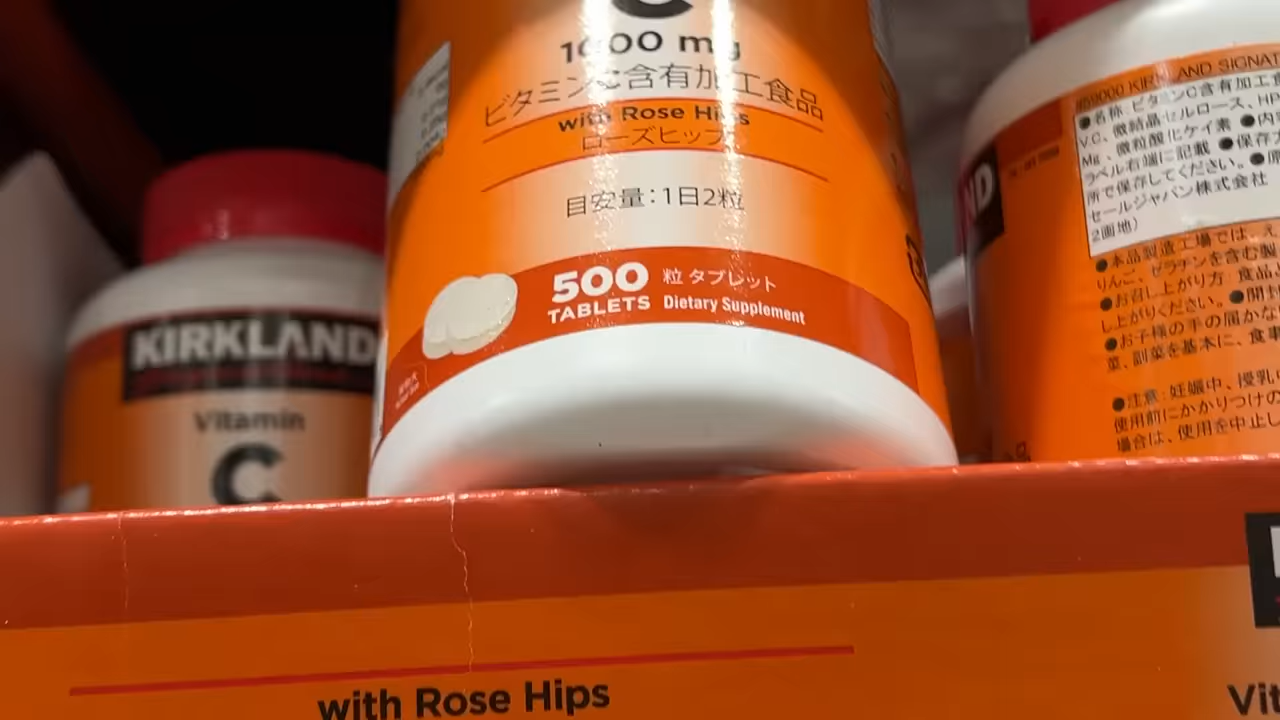 KIRKLAND
Vitamin
C
C
1000 mg
ビタミンC含有加工食品
with Rose Hips
ローズヒップ
目安量：1日2粒
500 粒 タブレット
TABLETS Dietary Supplement
#59000 KIRKLAND SIGNAT
●名称：ビタミンC含有加工食
V.C、微結晶セルロース、HP
Mg、微粒酸化ケイ素 ●内
ラベル右端に記載 ●保存方
所で保存してください。●原
セールジャパン株式会社
2画地）
●本品製造工場では、え
りんご、ゼラチンを含む製
●お召し上がり方：食品と
し上がりください。●開封
●お子様の手の届かな
菜、副菜を基本に、食事
●注意：妊娠中、授乳中
使用前にかかりつけの
場合は、使用を中止し
ND
with Rose Hips
Vit